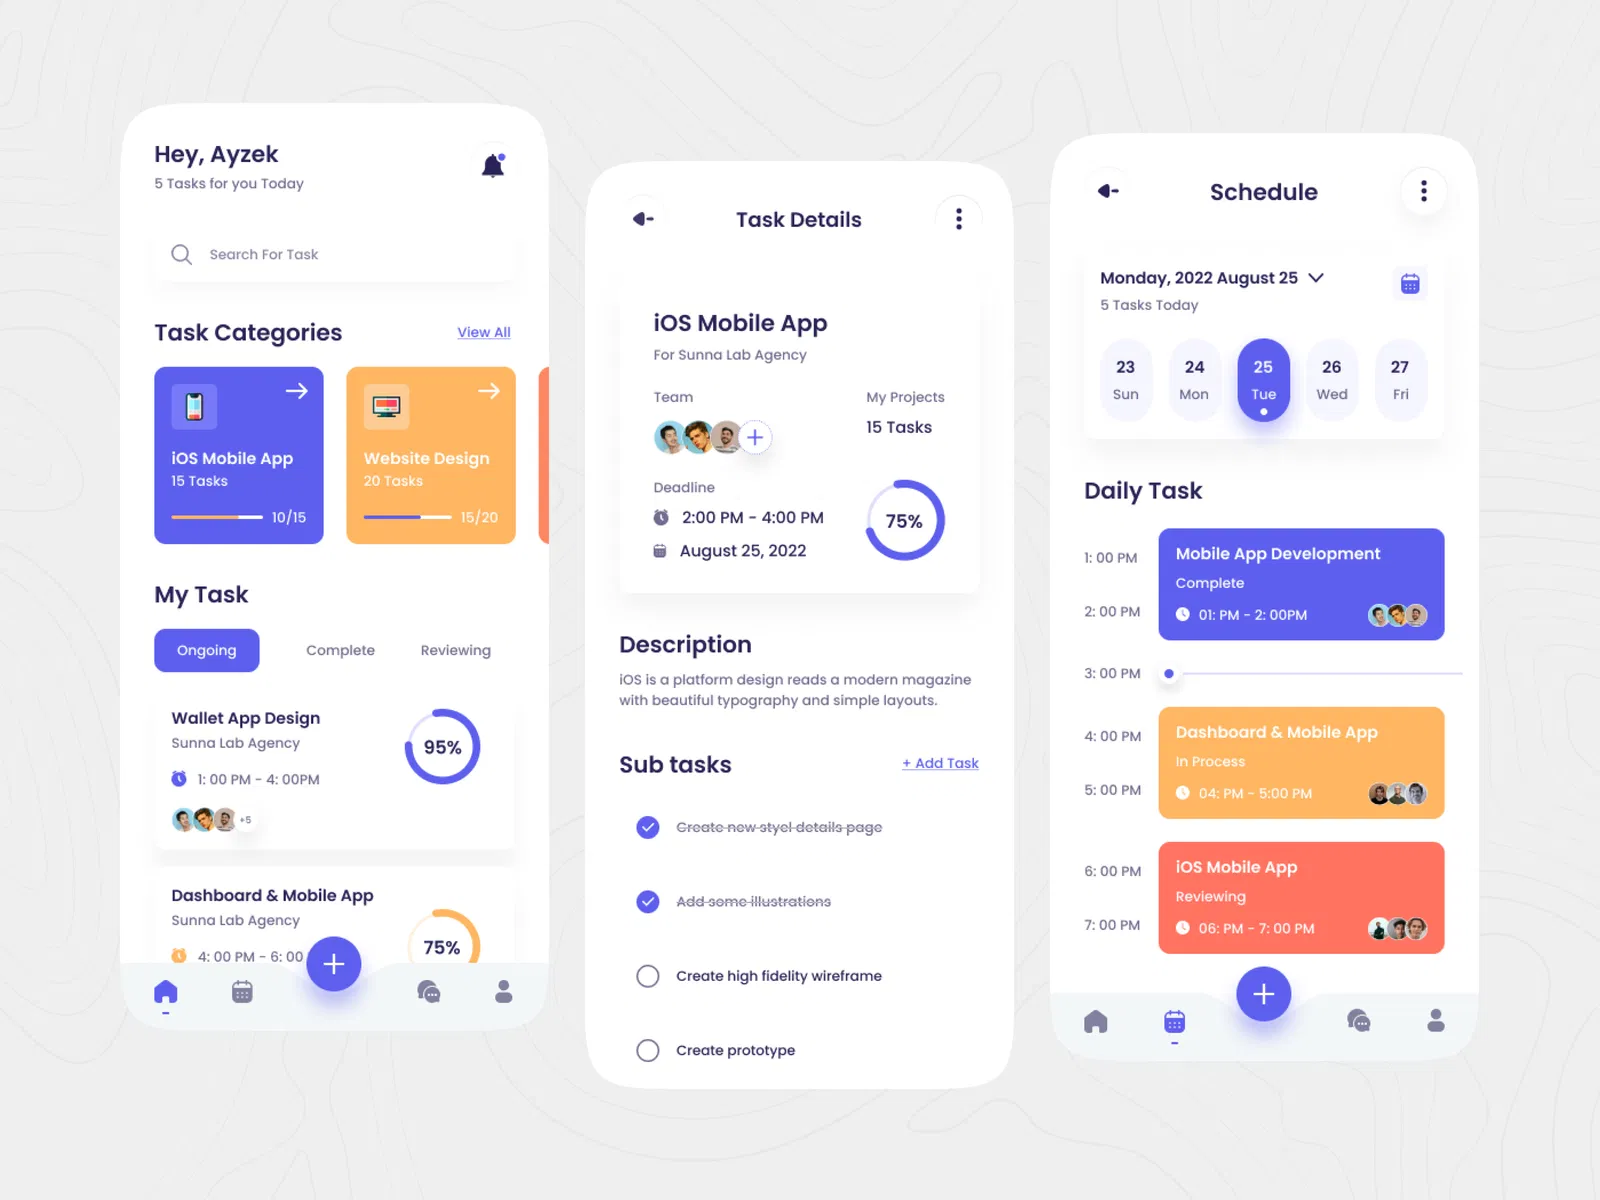 Hey, Ayzek
5 Tasks for you Today
Search For Task
Task Categories
View All
iOS Mobile App
15 Tasks
10/15
Website Design
20 Tasks
15/20
My Task
Ongoing
Complete
Reviewing
Wallet App Design
Sunna Lab Agency
1: 00 PM - 4: 00PM
95%
+5
Dashboard & Mobile App
Sunna Lab Agency
4: 00 PM - 6: 00
75%
Task Details
iOS Mobile App
For Sunna Lab Agency
Team
My Projects
15 Tasks
Deadline
2:00 PM - 4:00 PM
August 25, 2022
75%
Description
iOS is a platform design reads a modern magazine
with beautiful typography and simple layouts.
Sub tasks
+ Add Task
Create new styel details page
Add some illustrations
Create high fidelity wireframe
Create prototype
Schedule
Monday, 2022 August 25
5 Tasks Today
23
Sun
24
Mon
25
Tue
26
Wed
27
Fri
Daily Task
1: 00 PM
2: 00 PM
3: 00 PM
4: 00 PM
5: 00 PM
6: 00 PM
7: 00 PM
Mobile App Development
Complete
01: PM - 2: 00PM
Dashboard & Mobile App
In Process
04: PM - 5:00 PM
iOS Mobile App
Reviewing
06: PM - 7: 00 PM